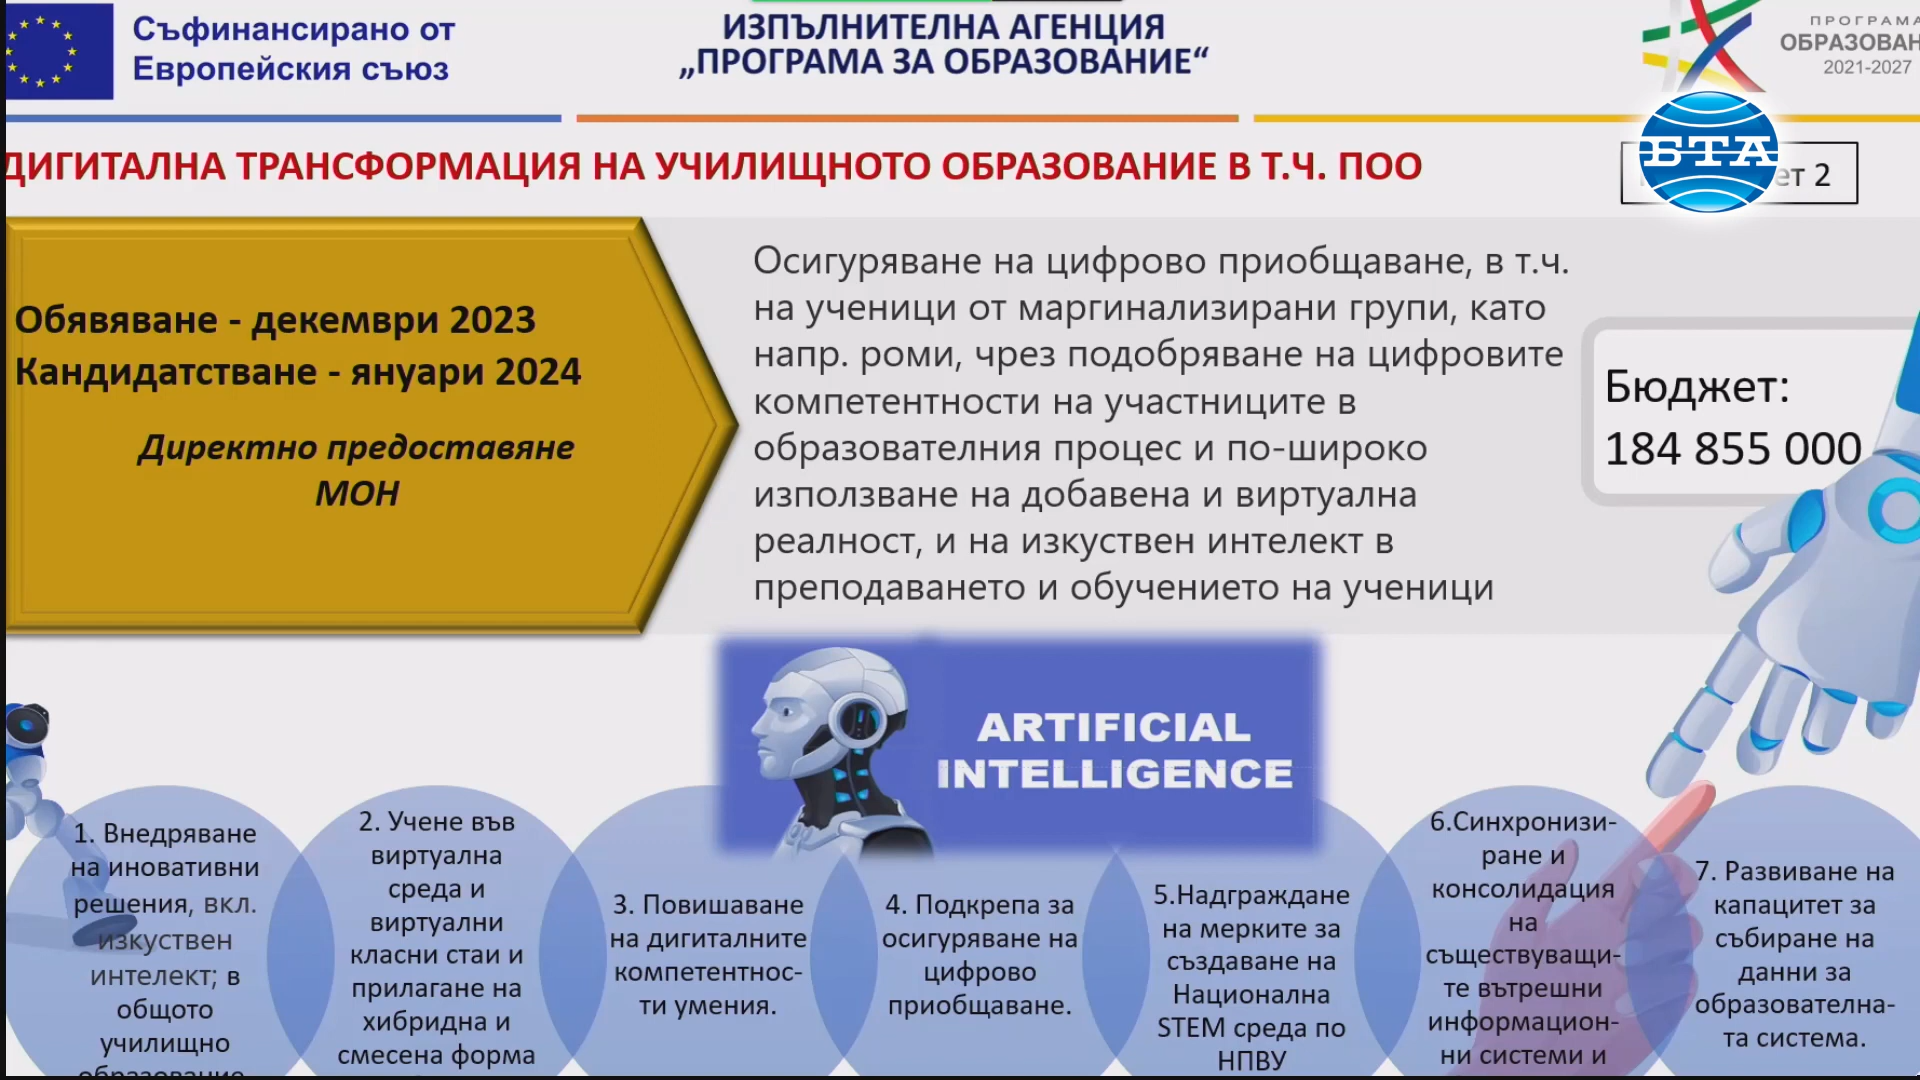 Съфинансирано от
Европейския съюз
ИЗПЪЛНИТЕЛНА АГЕНЦИЯ
„ПРОГРАМА ЗА ОБРАЗОВАНИЕ“
ПРОГРАМА
ОБРАЗОВАН
2021-2027
ДИГИТАЛНА ТРАНСФОРМАЦИЯ НА УЧИЛИЩНОТО ОБРАЗОВАНИЕ В Т.Ч. ПОО
БТА
ет 2
Обявяване - декември 2023
Кандидатстване - януари 2024
Директно предоставяне
МОН
Осигуряване на цифрово приобщаване, в т.ч.
на ученици от маргинализирани групи, като
напр. роми, чрез подобряване на цифровите
компетентности на участниците в
образователния процес и по-широко
използване на добавена и виртуална
реалност, и на изкуствен интелект в
преподаването и обучението на ученици
Бюджет:
184 855 000
ARTIFICIAL
INTELLIGENCE
1. Внедряване
на иновативни
решения, вкл.
изкуствен
интелект; в
общото
училищно
образование
2. Учене във
виртуална
среда и
виртуални
класни стаи и
прилагане на
хибридна и
смесена форма
3. Повишаване
на дигиталните
компетентнос-
ти умения.
4. Подкрепа за
осигуряване на
цифрово
приобщаване.
5.Надграждане
на мерките за
създаване на
Национална
STEM среда по
НПВУ
6.Синхронизи-
ране и
консолидация
на
съществуващи-
те вътрешни
информацион-
ни системи и
7. Развиване на
капацитет за
събиране на
данни за
образователна-
та система.